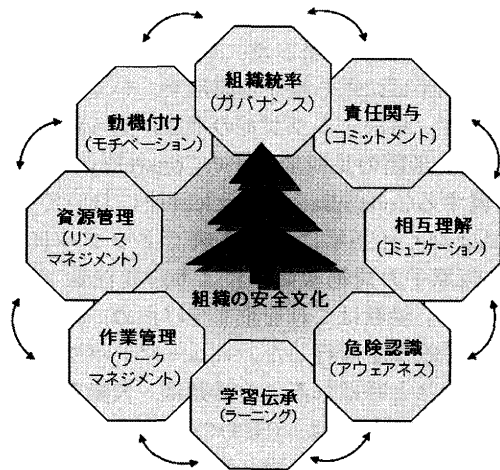 組織統率
(ガバナンス)
責任関与
(コミットメント)
相互理解
(コミュニケーション)
危険認識
(アウェアネス)
学習伝承
(ラーニング)
作業管理
(ワーク
マネジメント)
資源管理
(リソース
マネジメント)
動機付け
(モチベーション)
組織の安全文化